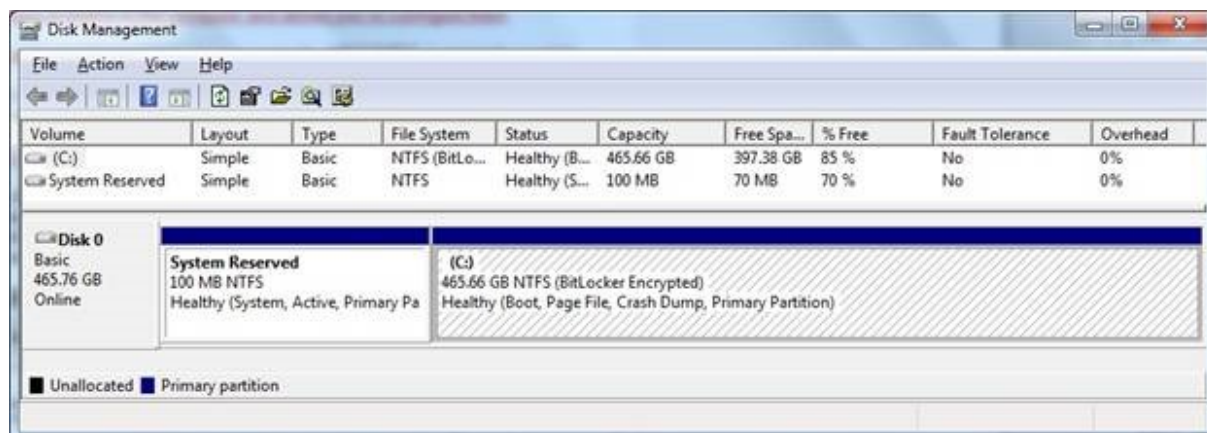 Disk Management
File Action View Help
Volume Layout Type File System Status Capacity Free Spa... % Free Fault Tolerance Overhead
(C:) Simple Basic NTFS (BitLo... Healthy (B... 465.66 GB 397.38 GB 85 % No 0%
System Reserved Simple Basic NTFS Healthy (S... 100 MB 70 MB 70 % No 0%
Disk 0
Basic
465.76 GB
Online
System Reserved
100 MB NTFS
Healthy (System, Active, Primary Pa
(C:)
465.66 GB NTFS (BitLocker Encrypted)
Healthy (Boot, Page File, Crash Dump, Primary Partition)
Unallocated Primary partition